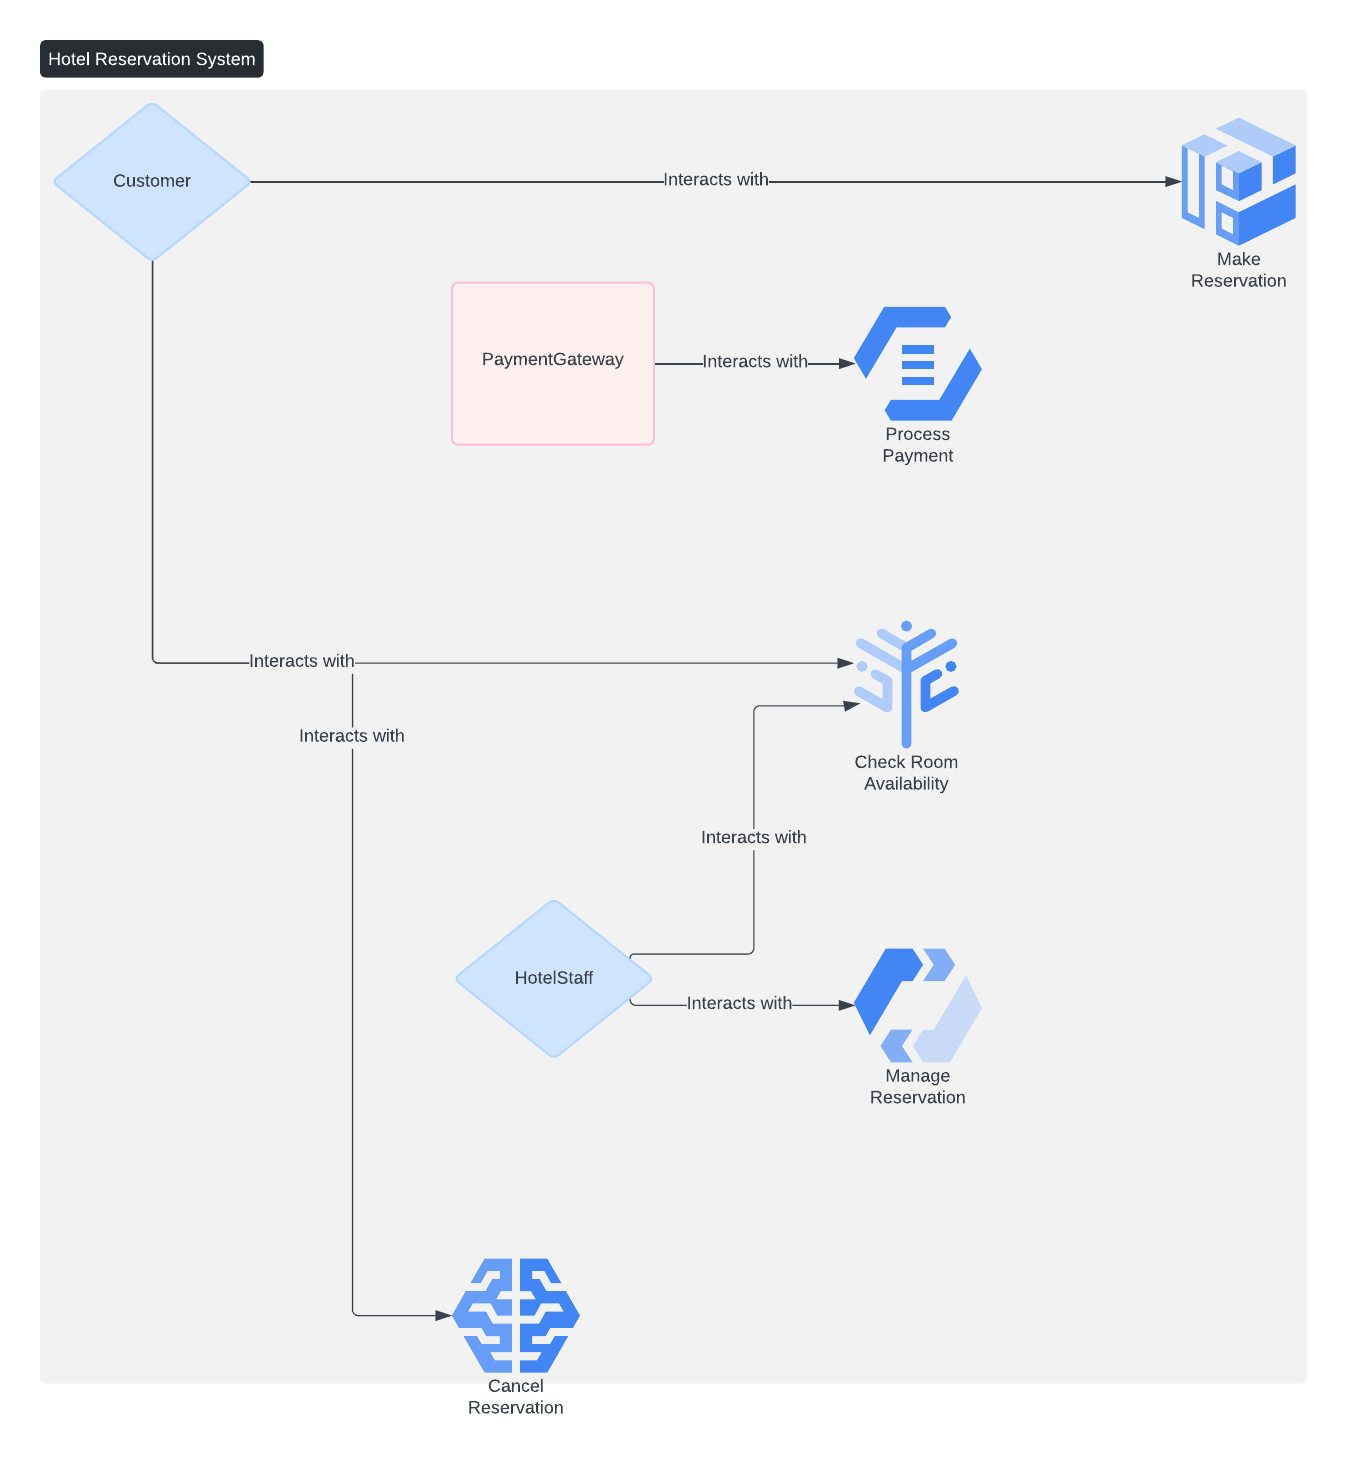 Hotel Reservation System
Customer
Interacts with
Make
Reservation
PaymentGateway
Interacts with
Process
Payment
Interacts with
Interacts with
Check Room
Availability
Interacts with
HotelStaff
Interacts with
Manage
Reservation
Cancel
Reservation